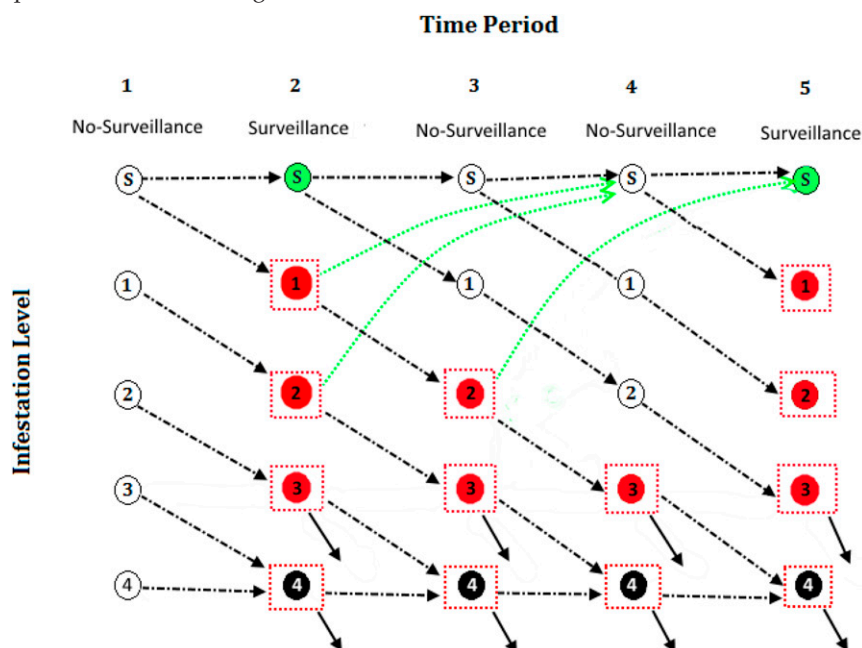 Time Period
1 2 3 4 5
No-Surveillance Surveillance No-Surveillance No-Surveillance Surveillance
S S S S S
1 1 1 1 1
2 2 2 2 2
3 3 3 3 3
4 4 4 4 4
Infestation Level